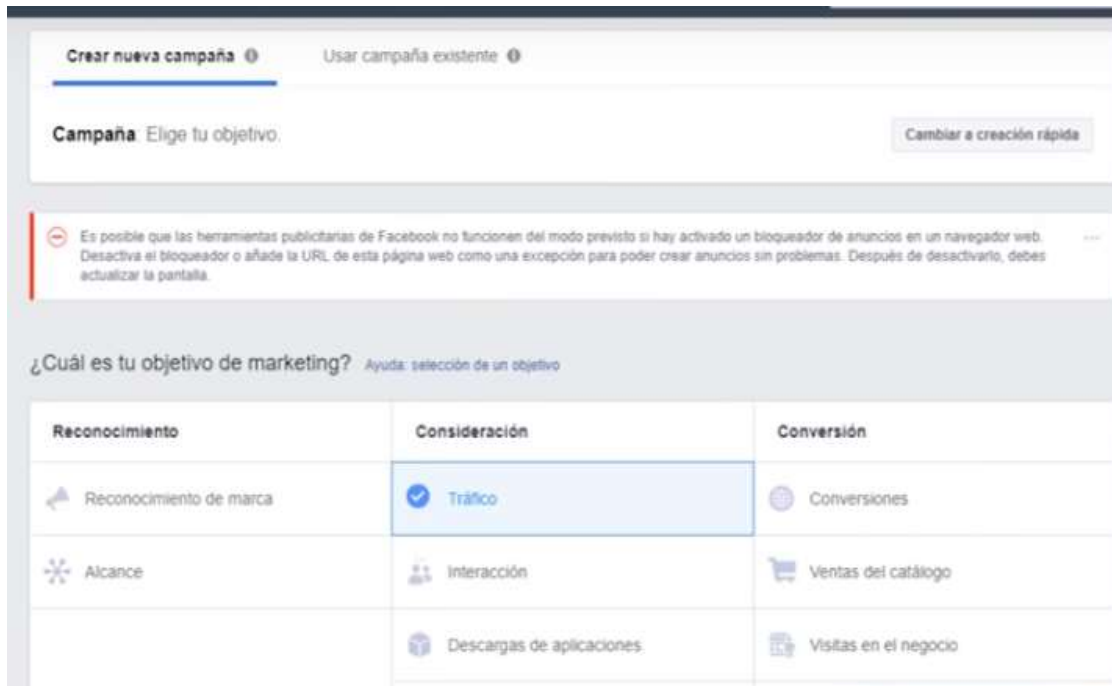 Crear nueva campaña
Usar campaña existente
Campaña: Elige tu objetivo.
Cambiar a creación rápida
Es posible que las herramientas publicitarias de Facebook no funcionen del modo previsto si hay activado un bloqueador de anuncios en un navegador web.
Desactiva el bloqueador o añade la URL de esta página web como una excepción para poder crear anuncios sin problemas. Después de desactivarlo, debes
actualizar la pantalla.
¿Cuál es tu objetivo de marketing? Ayuda: selección de un objetivo
Reconocimiento
Consideración
Conversión
Reconocimiento de marca
Tráfico
Conversiones
Alcance
Interacción
Ventas del catálogo
Descargas de aplicaciones
Visitas en el negocio